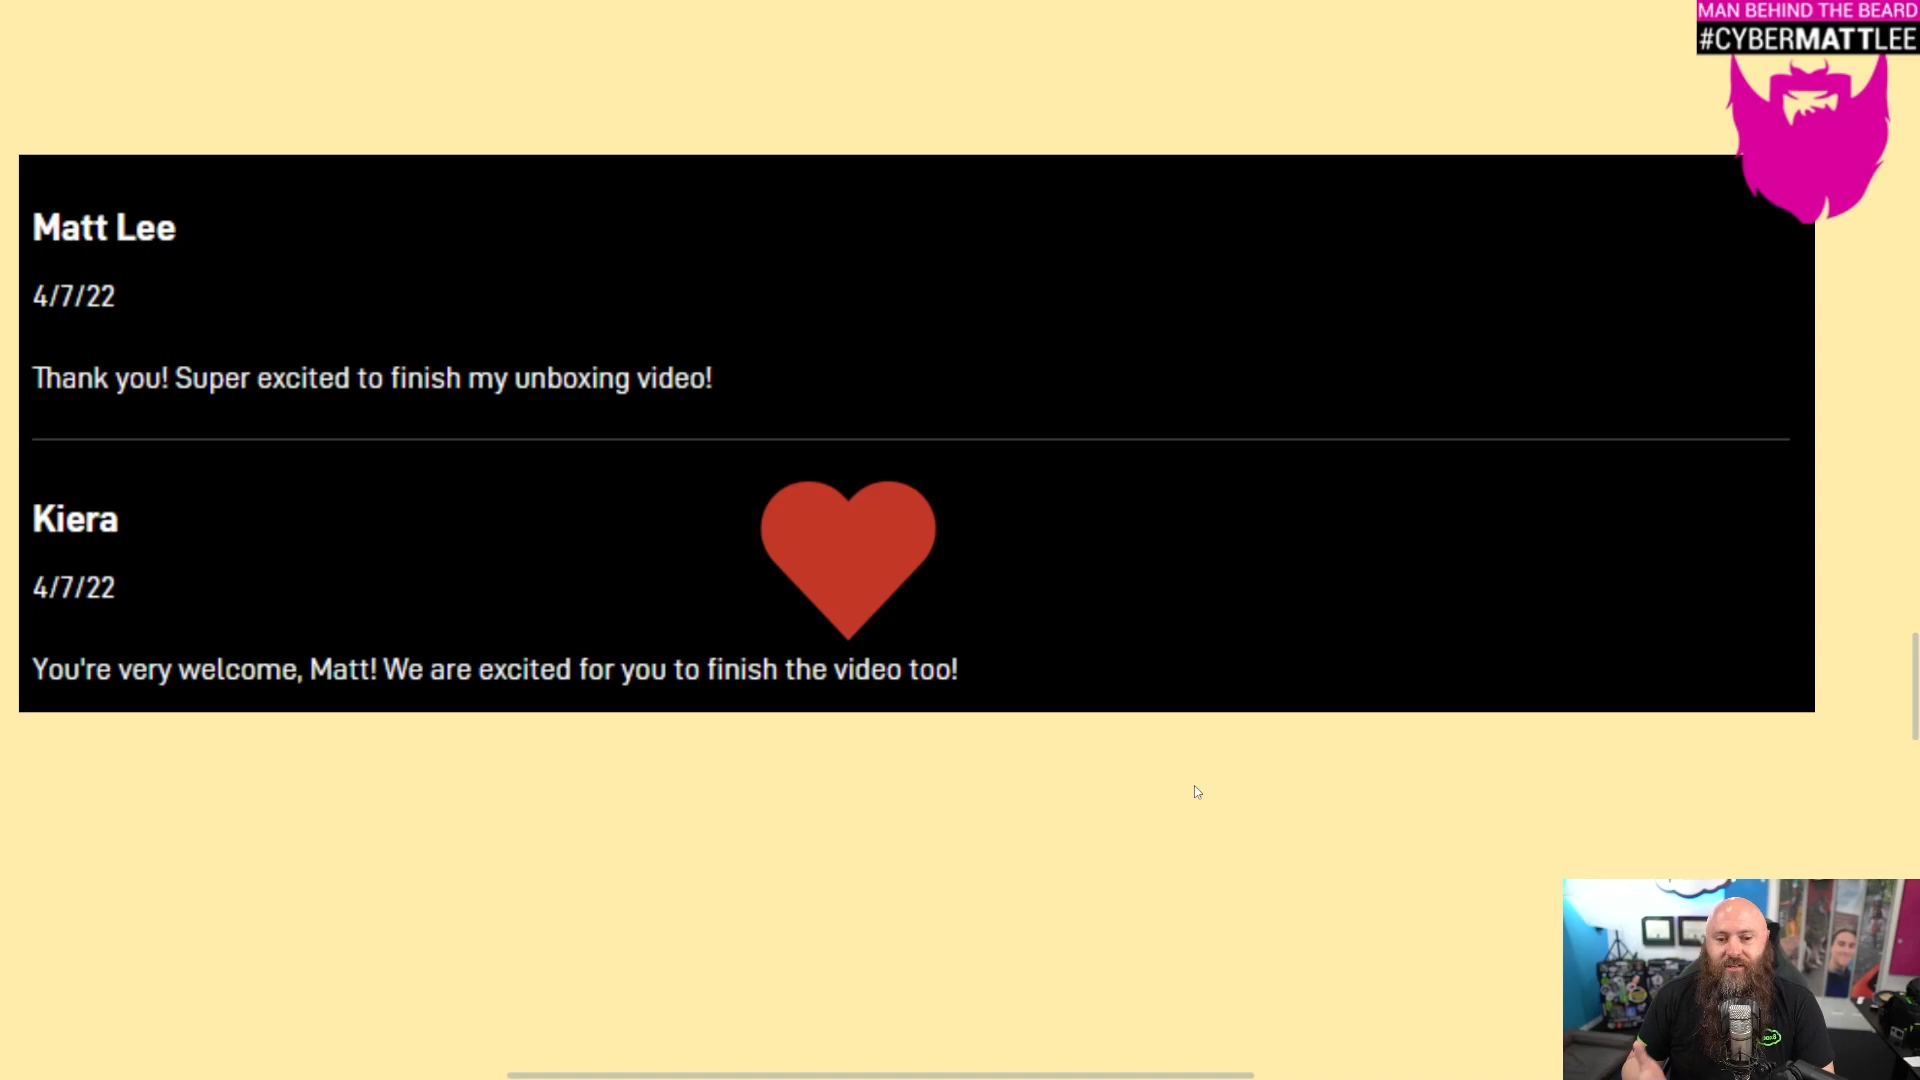 MAN BEHIND THE BEARD
#CYBERMATTLEE
Matt Lee
4/7/22
Thank you! Super excited to finish my unboxing video!
Kiera
4/7/22
You're very welcome, Matt! We are excited for you to finish the video too!